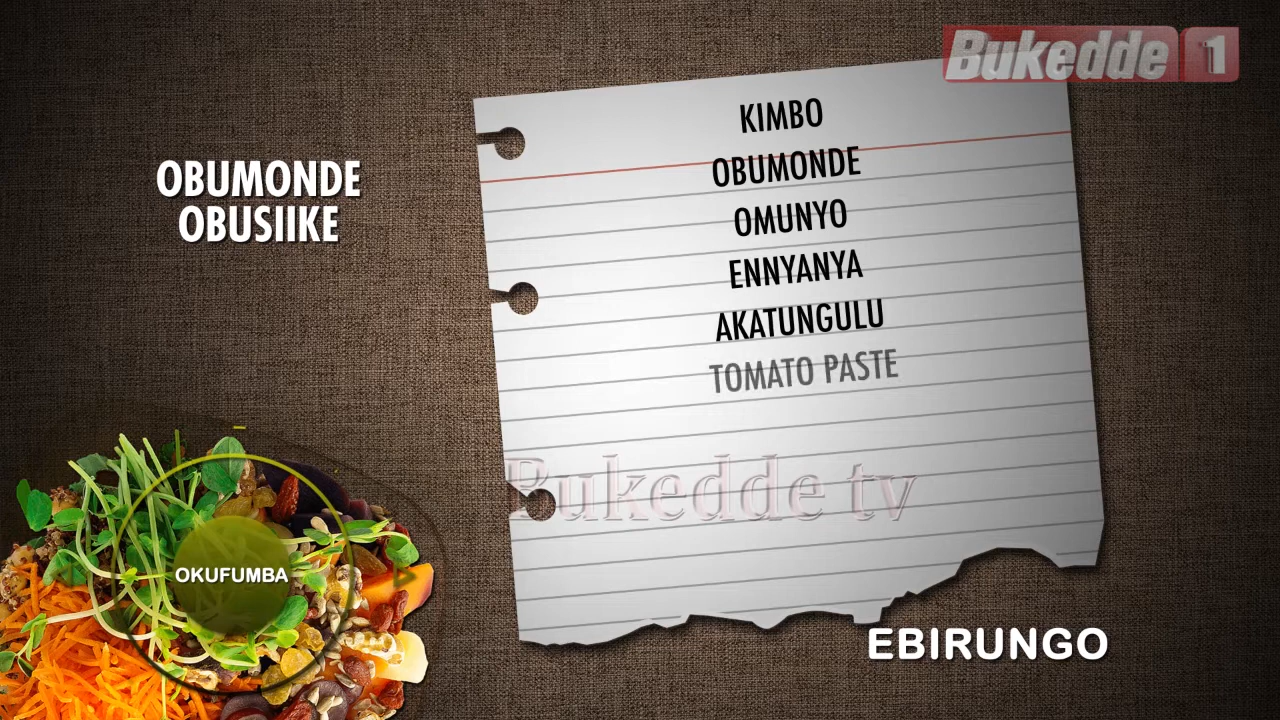 Bukedde 1
OBUMONDE
OBUSIIKE
KIMBO
OBUMONDE
OMUNYO
ENNYANYA
AKATUNGULU
TOMATO PASTE
Bukedde tv
OKUFUMBA
EBIRUNGO